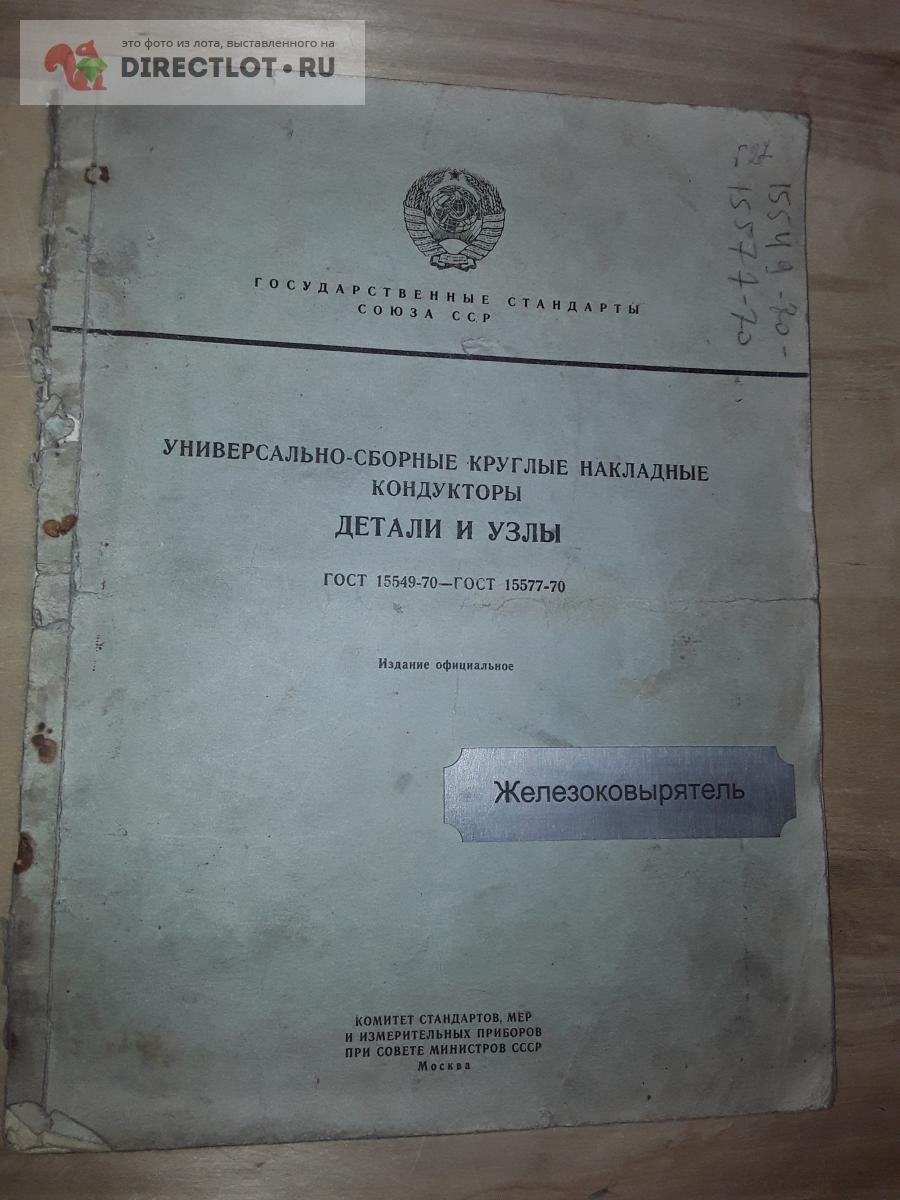 это фото из лота, выставленного на
DIRECTLOT.RU
15549-70-
15577-70
ГОСУДАРСТВЕННЫЕ СТАНДАРТЫ
СОЮЗА ССР
УНИВЕРСАЛЬНО-СБОРНЫЕ КРУГЛЫЕ НАКЛАДНЫЕ
КОНДУКТОРЫ
ДЕТАЛИ И УЗЛЫ
ГОСТ 15549-70—ГОСТ 15577-70
Издание официальное
Железоковырятель
КОМИТЕТ СТАНДАРТОВ, МЕР
И ИЗМЕРИТЕЛЬНЫХ ПРИБОРОВ
ПРИ СОВЕТЕ МИНИСТРОВ СССР
Москва